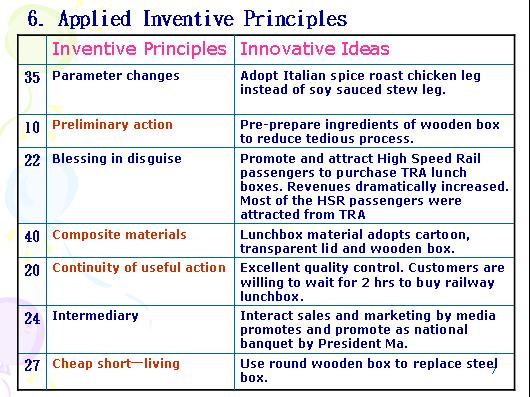 6. Applied Inventive Principles
Inventive Principles Innovative Ideas
35 Parameter changes Adopt Italian spice roast chicken leg
instead of soy sauced stew leg.
10 Preliminary action Pre-prepare ingredients of wooden box
to reduce tedious process.
22 Blessing in disguise Promote and attract High Speed Rail
passengers to purchase TRA lunch
boxes. Revenues dramatically increased.
Most of the HSR passengers were
attracted from TRA
40 Composite materials Lunchbox material adopts cartoon,
transparent lid and wooden box.
20 Continuity of useful action Excellent quality control. Customers are
willing to wait for 2 hrs to buy railway
lunchbox.
24 Intermediary Interact sales and marketing by media
promotes and promote as national
banquet by President Ma.
27 Cheap short—living Use round wooden box to replace steel
box.
7